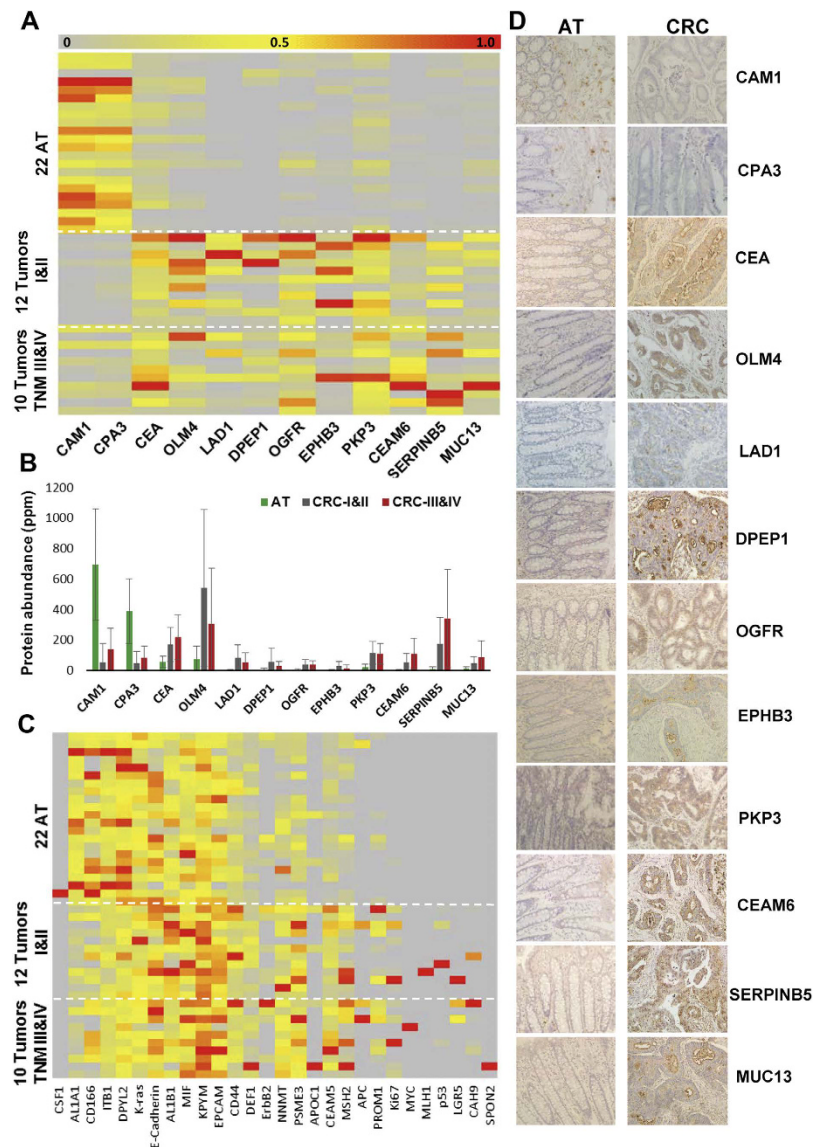 A
0 0.5 1.0
22 AT
12 Tumors
I&II
10 Tumors
TNM III&IV
CAM1 CPA3 CEA OLM4 LAD1 DPEP1 OGFR EPHB3 PKP3 CEAM6 SERPINB5 MUC13
B
Protein abundance (ppm)
1200
1000
800
600
400
200
0
AT CRC-I&II CRC-III&IV
CAM1 CPA3 CEA OLM4 LAD1 DPEP1 OGFR EPHB3 PKP3 CEAM6 SERPINB5 MUC13
C
22 AT
12 Tumors
I&II
10 Tumors
TNM III&IV
CSF1 AL1A1 CD166 ITB1 DPYL2 K-ras E-Cadherin AL1B1 MIF KPYM EPCAM CD44 DEF1 ErbB2 NNMT PSME3 APOC1 CEAM5 MSH2 APC PROM1 Ki67 MYC MLH1 p53 LGR5 CAH9 SPON2
D
AT CRC
CAM1
CPA3
CEA
OLM4
LAD1
DPEP1
OGFR
EPHB3
PKP3
CEAM6
SERPINB5
MUC13